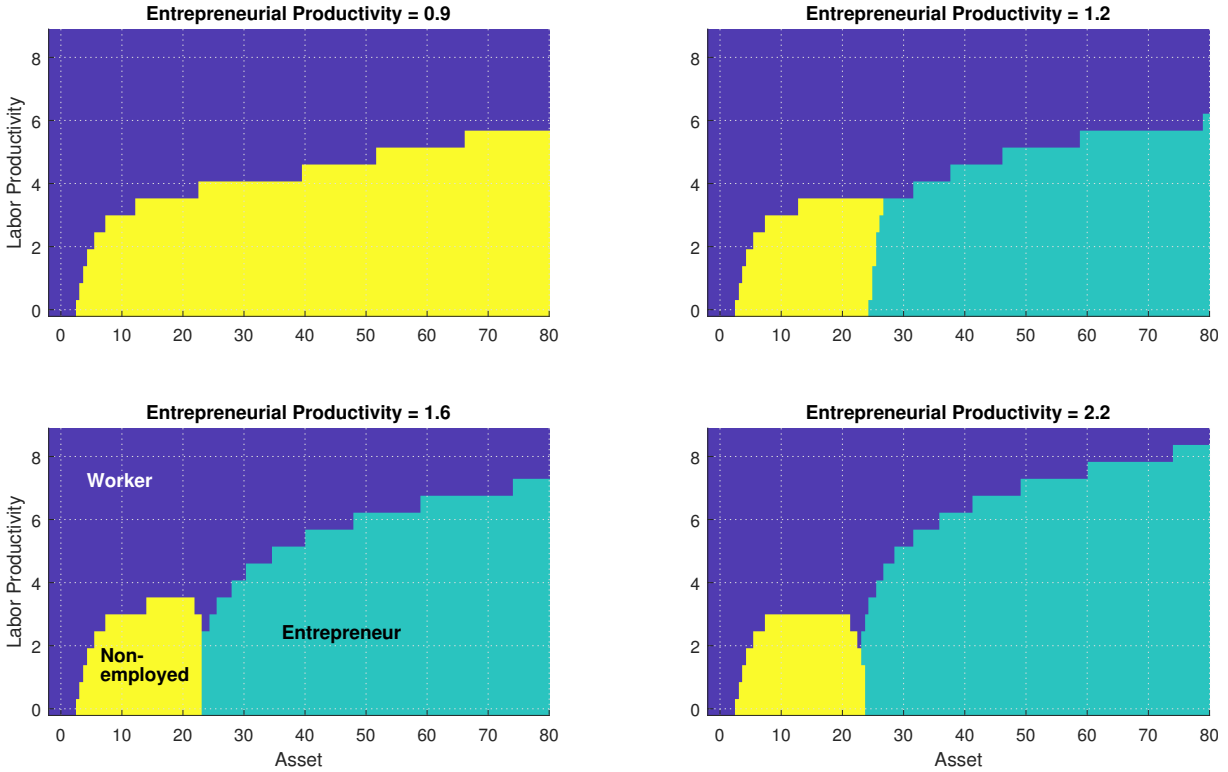 Entrepreneurial Productivity = 0.9
8
6
4
2
0
0 10 20 30 40 50 60 70 80
Labor Productivity
Entrepreneurial Productivity = 1.2
8
6
4
2
0
0 10 20 30 40 50 60 70 80
Entrepreneurial Productivity = 1.6
8
6
4
2
0
0 10 20 30 40 50 60 70 80
Labor Productivity
Asset
Worker
Non-
employed
Entrepreneur
Entrepreneurial Productivity = 2.2
8
6
4
2
0
0 10 20 30 40 50 60 70 80
Asset